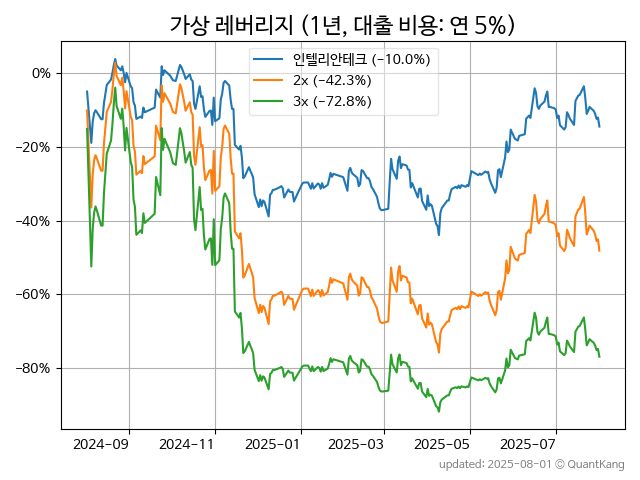 가상 레버리지 (1년, 대출 비용: 연 5%)
인텔리안테크 (−10.0%)
2x (−42.3%)
3x (−72.8%)
0%
−20%
−40%
−60%
−80%
2024−09 2024−11 2025−01 2025−03 2025−05 2025−07
updated: 2025-08-01 © QuantKang